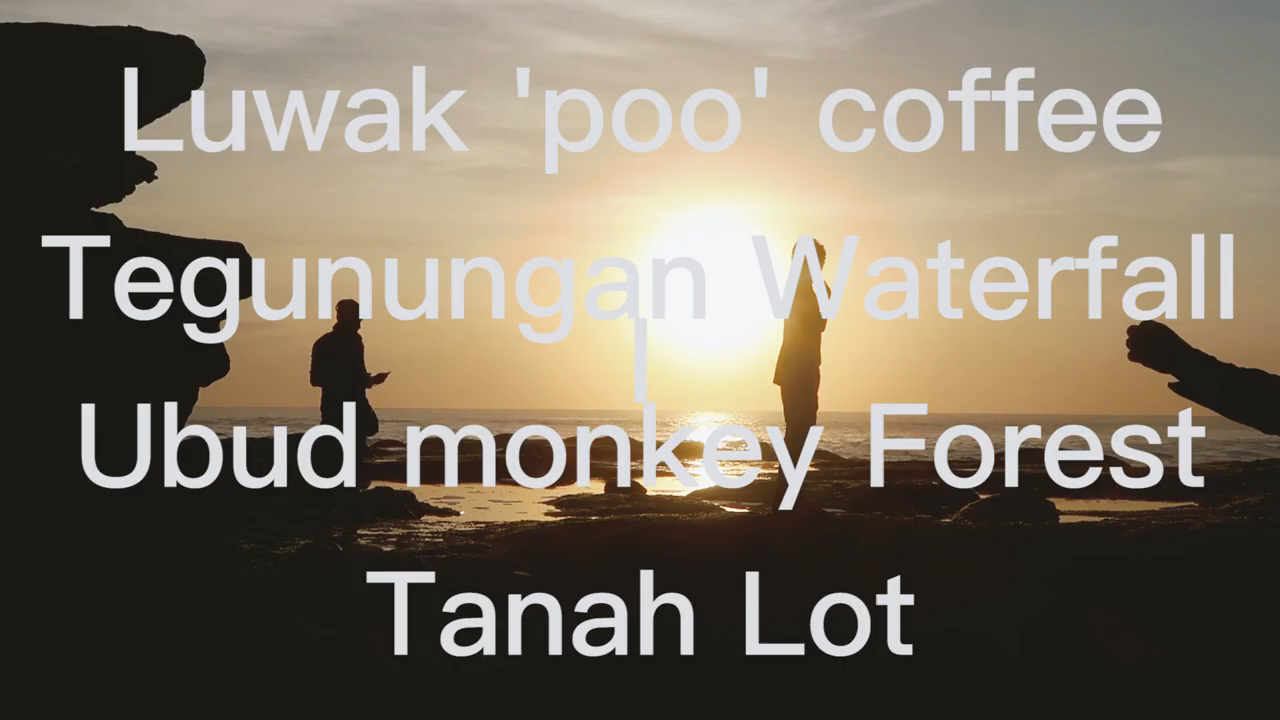 Luwak 'poo' coffee
Tegunungan Waterfall
|
Ubud monkey Forest
Tanah Lot